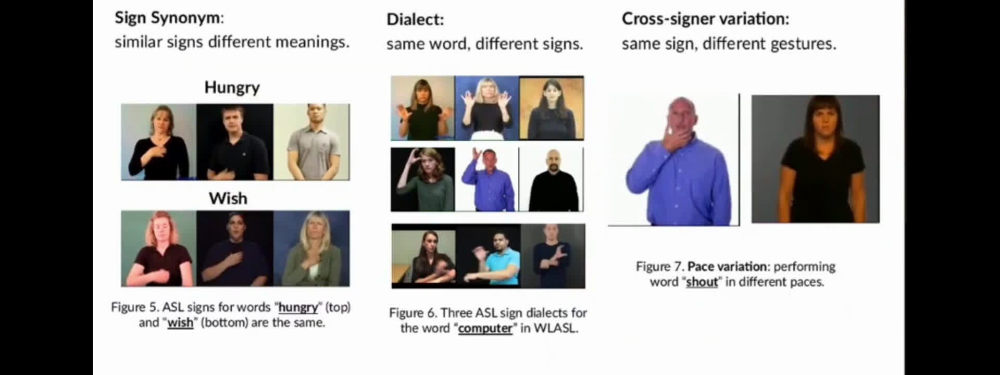 Sign Synonym:
similar signs different meanings.
Hungry
Wish
Figure 5. ASL signs for words "hungry" (top)
and "wish" (bottom) are the same.
Dialect:
same word, different signs.
Figure 6. Three ASL sign dialects for
the word "computer" in WLASL.
Cross-signer variation:
same sign, different gestures.
Figure 7. Pace variation: performing
word "shout" in different paces.